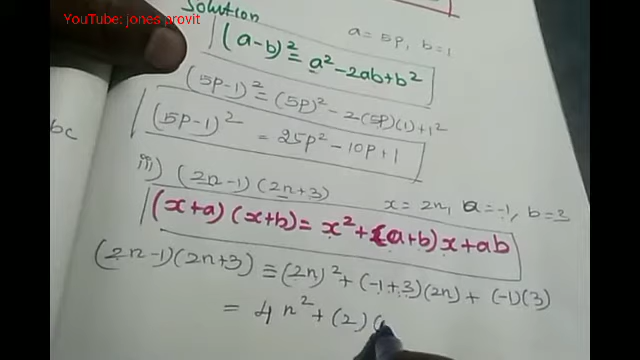 YouTube: jones provit
Solution
a = 5p, b = 1
(a-b)² = a² - 2ab + b²
(5p-1)² = (5p)² - 2(5p)(1) + 1²
(5p-1)² = 25p² - 10p + 1
bc
iii) (2n-1)(2n+3)
x = 2n, a = -1, b = 3
(x+a)(x+b) = x² + (a+b)x + ab
(2n-1)(2n+3) = (2n)² + (-1+3)(2n) + (-1)(3)
= 4n² + (2)(